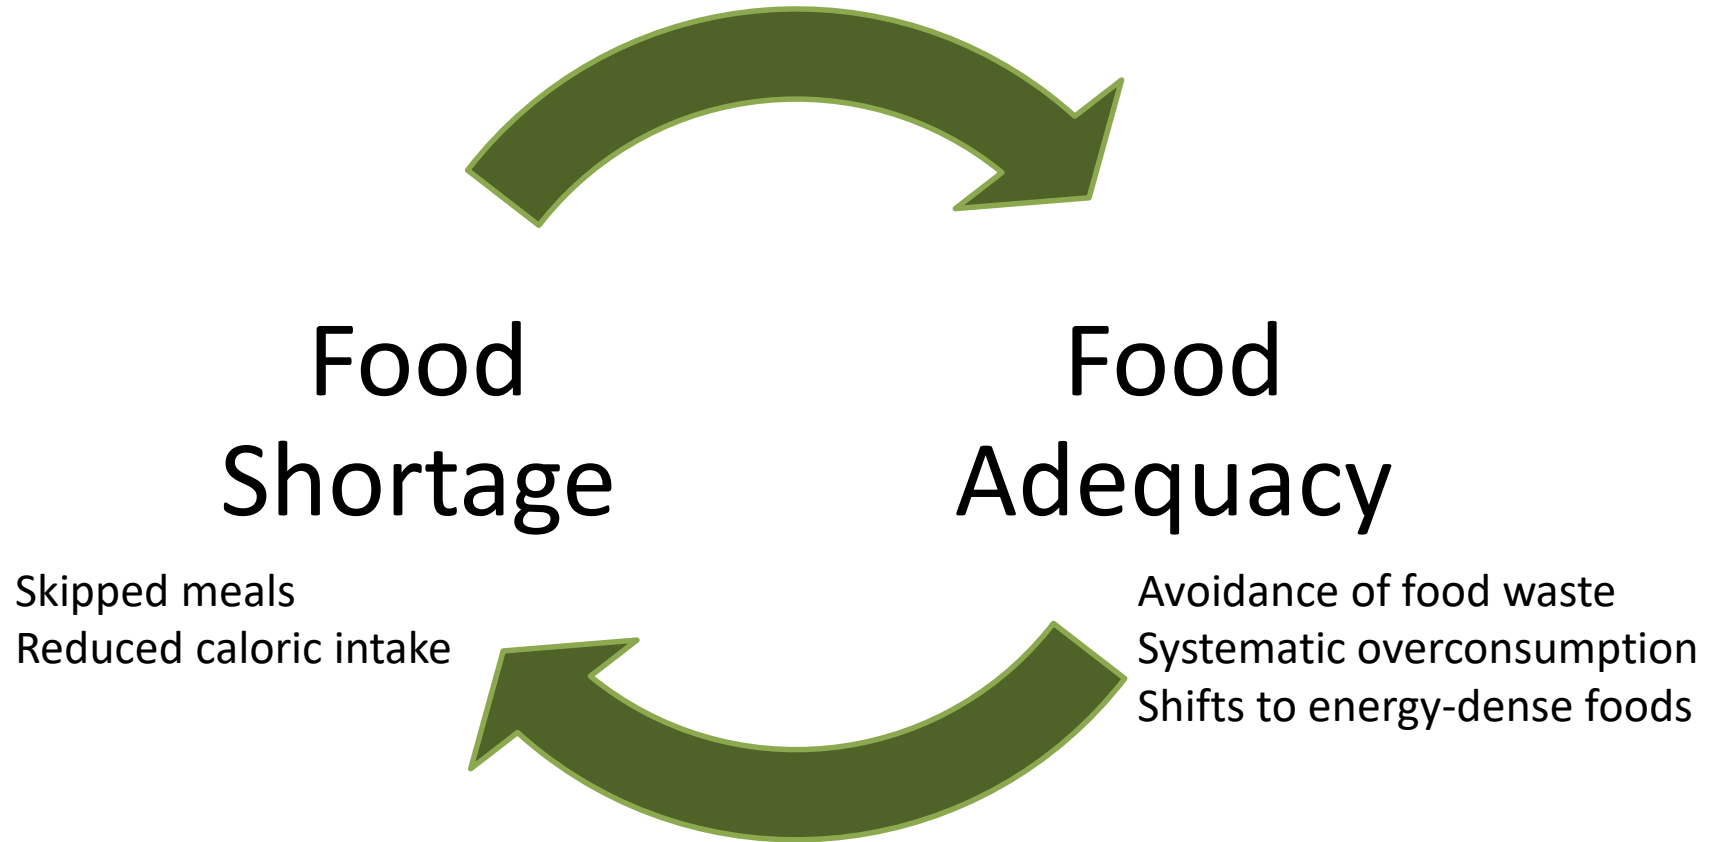 Food
Shortage
Skipped meals
Reduced caloric intake
Food
Adequacy
Avoidance of food waste
Systematic overconsumption
Shifts to energy-dense foods